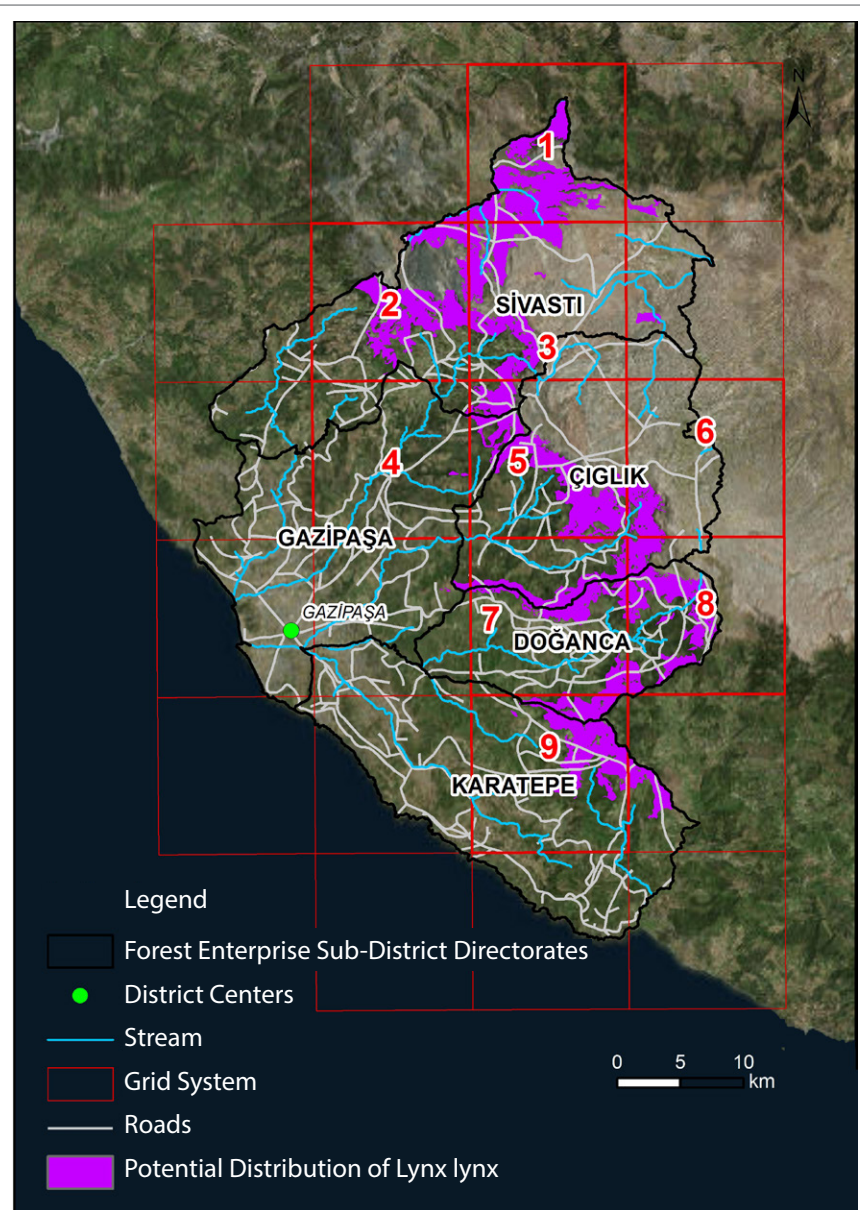 N
1
2
SİVASTI
3
6
4
5
ÇIGLIK
GAZİPAŞA
GAZİPAŞA
7
8
DOĞANCA
9
KARATEPE
Legend
Forest Enterprise Sub-District Directorates
District Centers
Stream
Grid System
Roads
Potential Distribution of Lynx lynx
0 5 10
km